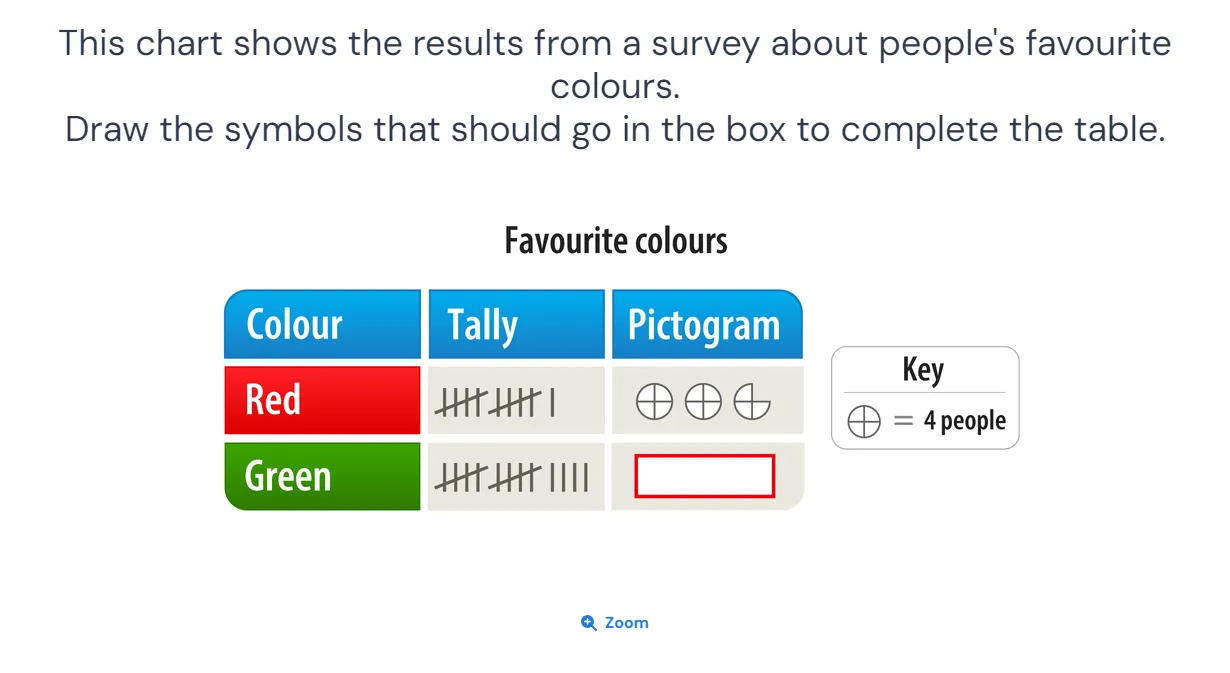 This chart shows the results from a survey about people's favourite
colours.
Draw the symbols that should go in the box to complete the table.
Favourite colours
Colour Tally Pictogram
Red
Green
Key
= 4 people
Zoom